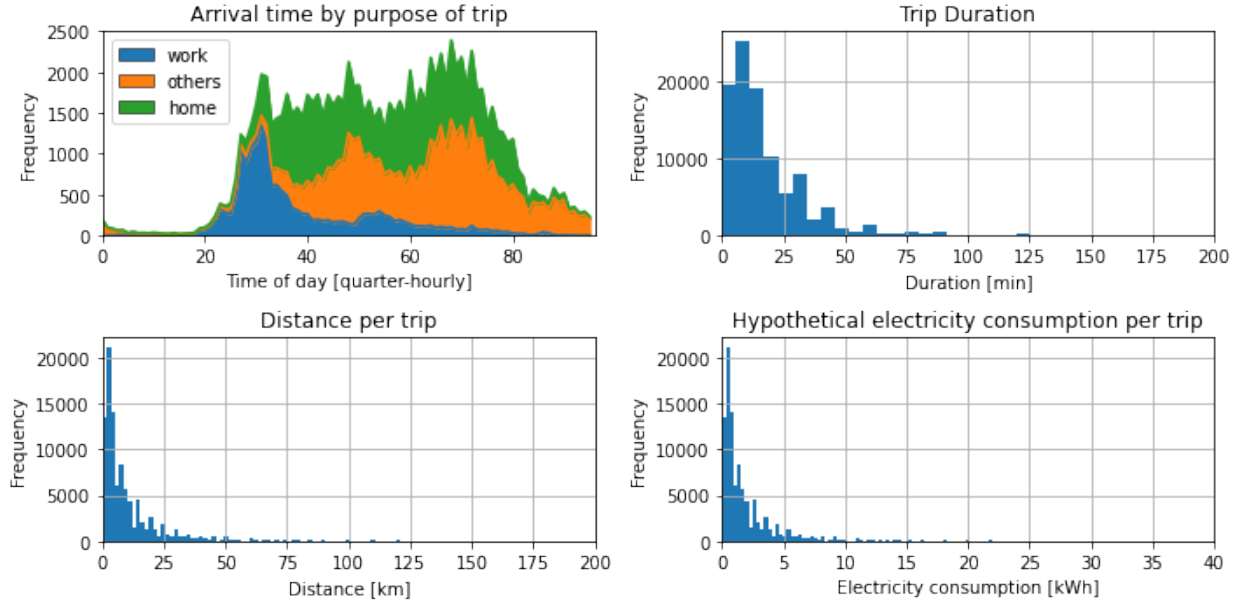 Arrival time by purpose of trip
2500
2000
1500
1000
500
0
Frequency
work
others
home
0 20 40 60 80
Time of day [quarter-hourly]
Trip Duration
20000
10000
0
Frequency
0 25 50 75 100 125 150 175 200
Duration [min]
Distance per trip
20000
15000
10000
5000
0
Frequency
0 25 50 75 100 125 150 175 200
Distance [km]
Hypothetical electricity consumption per trip
20000
15000
10000
5000
0
Frequency
0 5 10 15 20 25 30 35 40
Electricity consumption [kWh]